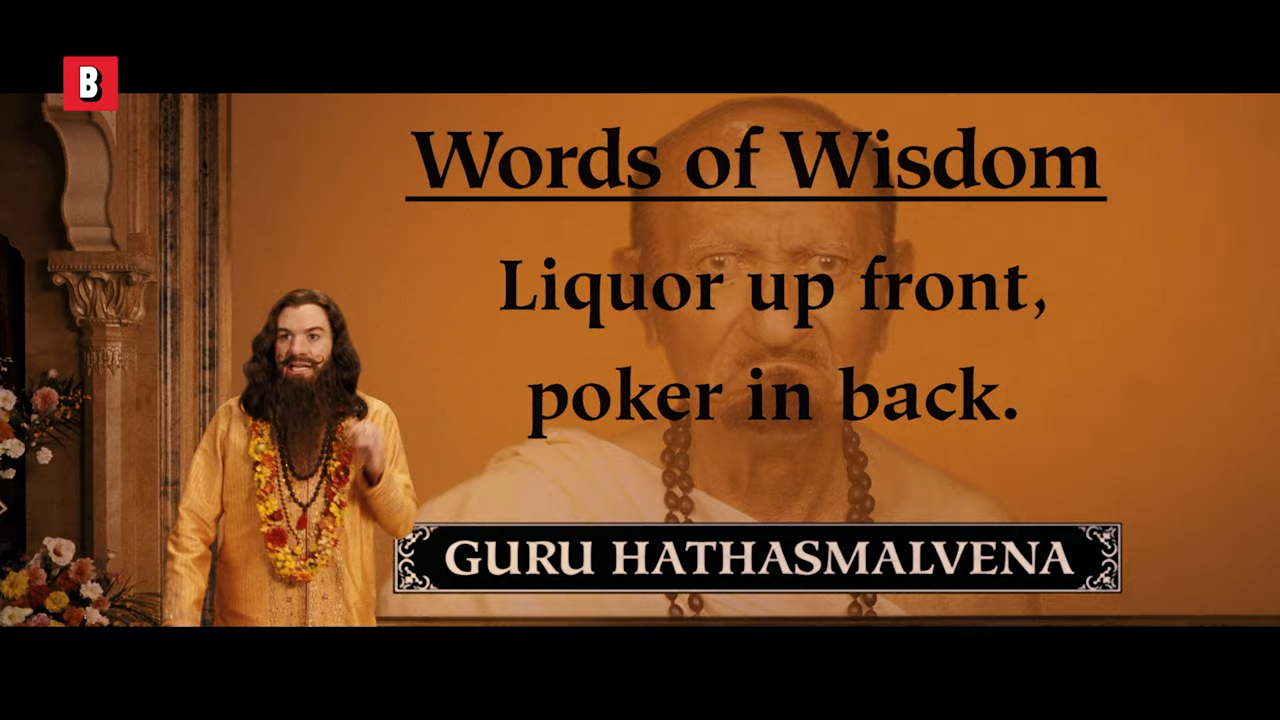 B
Words of Wisdom
Liquor up front,
poker in back.
GURU HATHASMALVENA